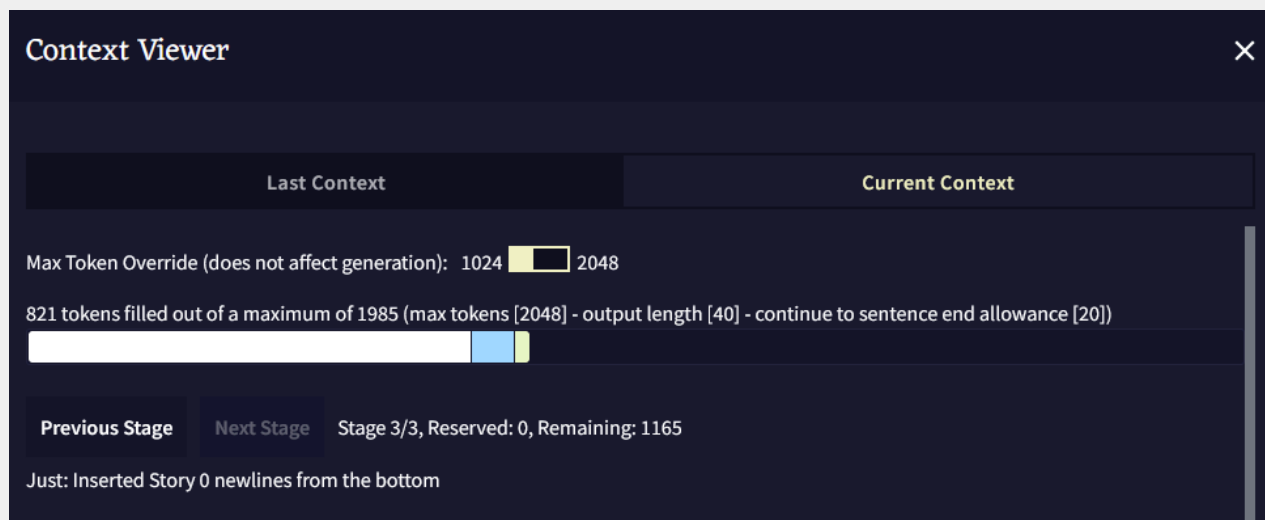 Context Viewer
Last Context
Current Context
Max Token Override (does not affect generation): 1024 2048
821 tokens filled out of a maximum of 1985 (max tokens [2048] - output length [40] - continue to sentence end allowance [20])
Previous Stage Next Stage Stage 3/3, Reserved: 0, Remaining: 1165
Just: Inserted Story 0 newlines from the bottom